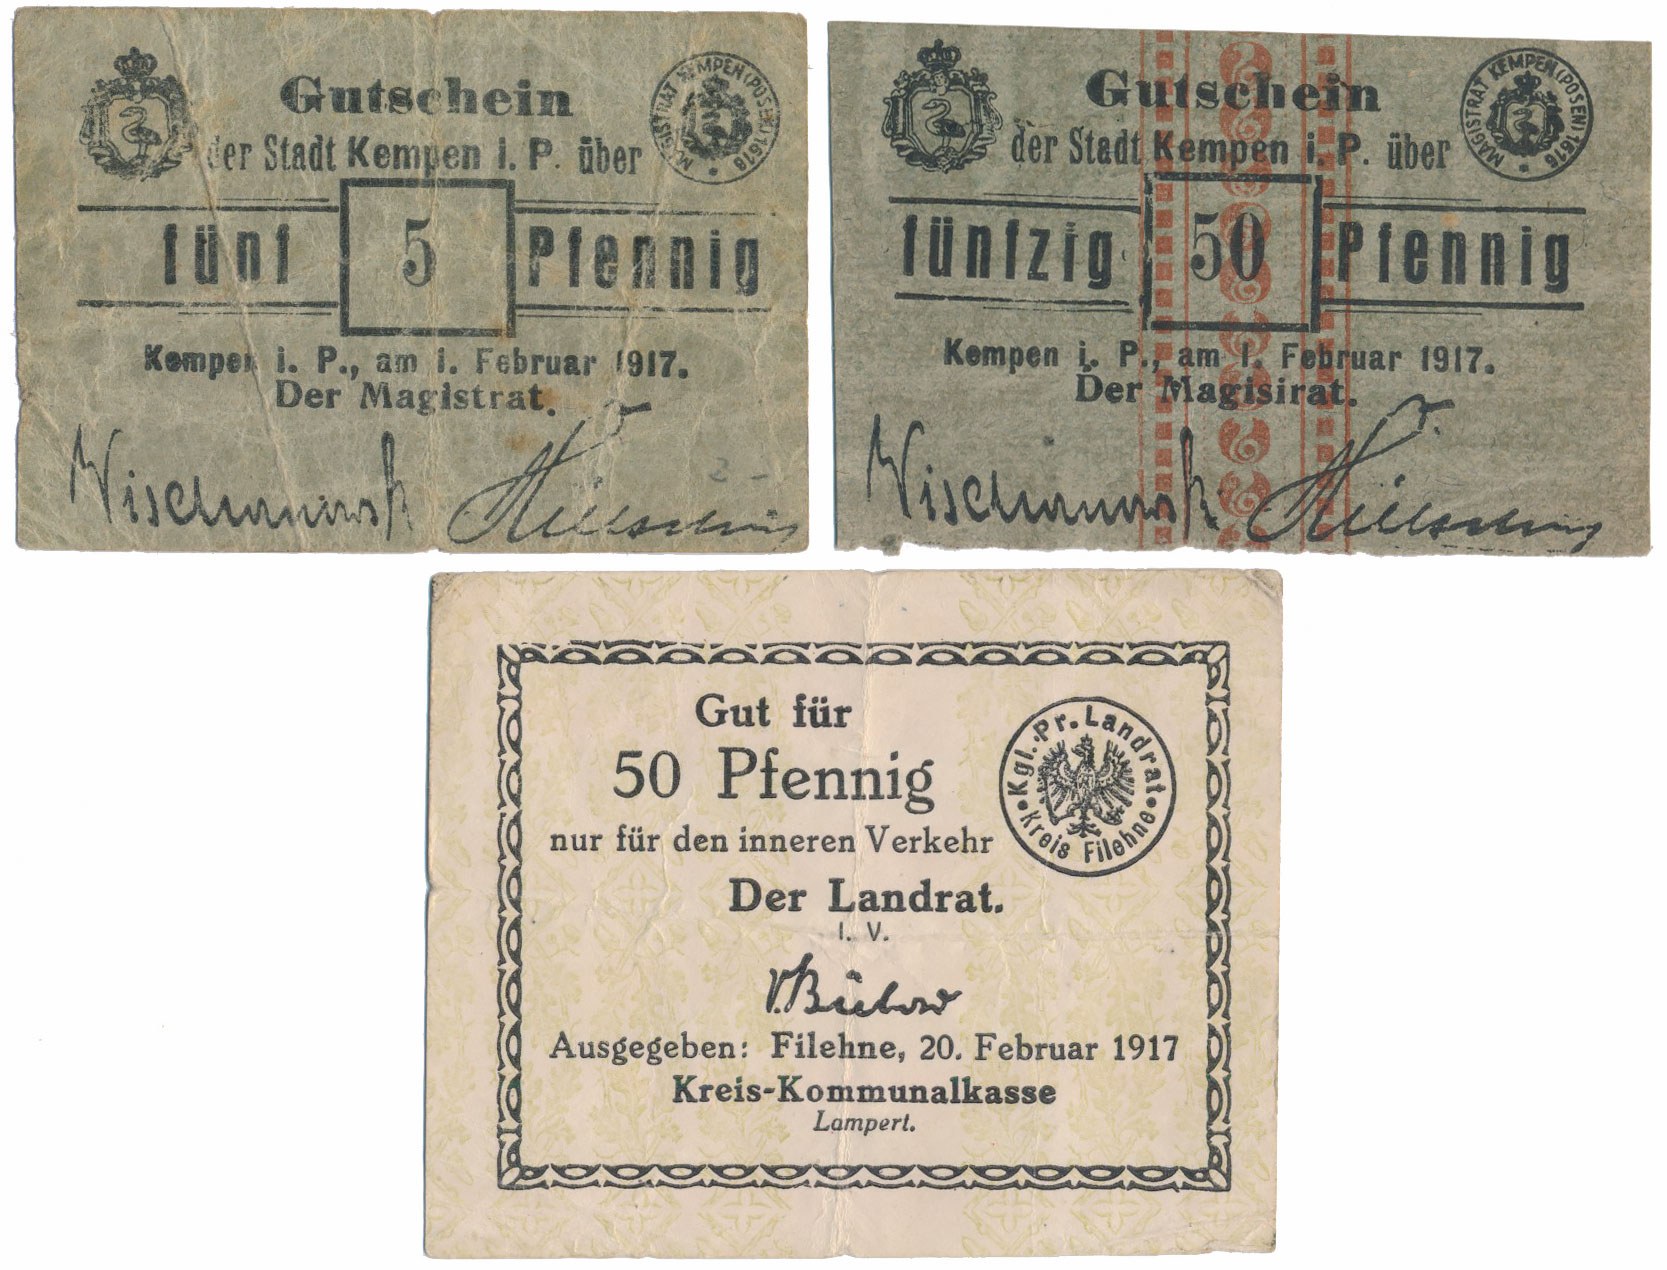 Gutschein
MAGISTRAT KEMPEN (POSEN) 1616
der Stadt Kempen i. P. über
fünf 5 Pfennig
Kempen i. P., am 1. Februar 1917.
Der Magistrat.
2-
Gutschein
MAGISTRAT KEMPEN (POSEN) 1616
der Stadt Kempen i. P. über
fünfzig 50 Pfennig
Kempen i. P., am 1. Februar 1917.
Der Magisirat.
Gut für
50 Pfennig
Kgl. Pr. Landrat
Kreis Filehne
nur für den inneren Verkehr
Der Landrat.
I. V.
v. Bülow
Ausgegeben: Filehne, 20. Februar 1917
Kreis-Kommunalkasse
Lampert.